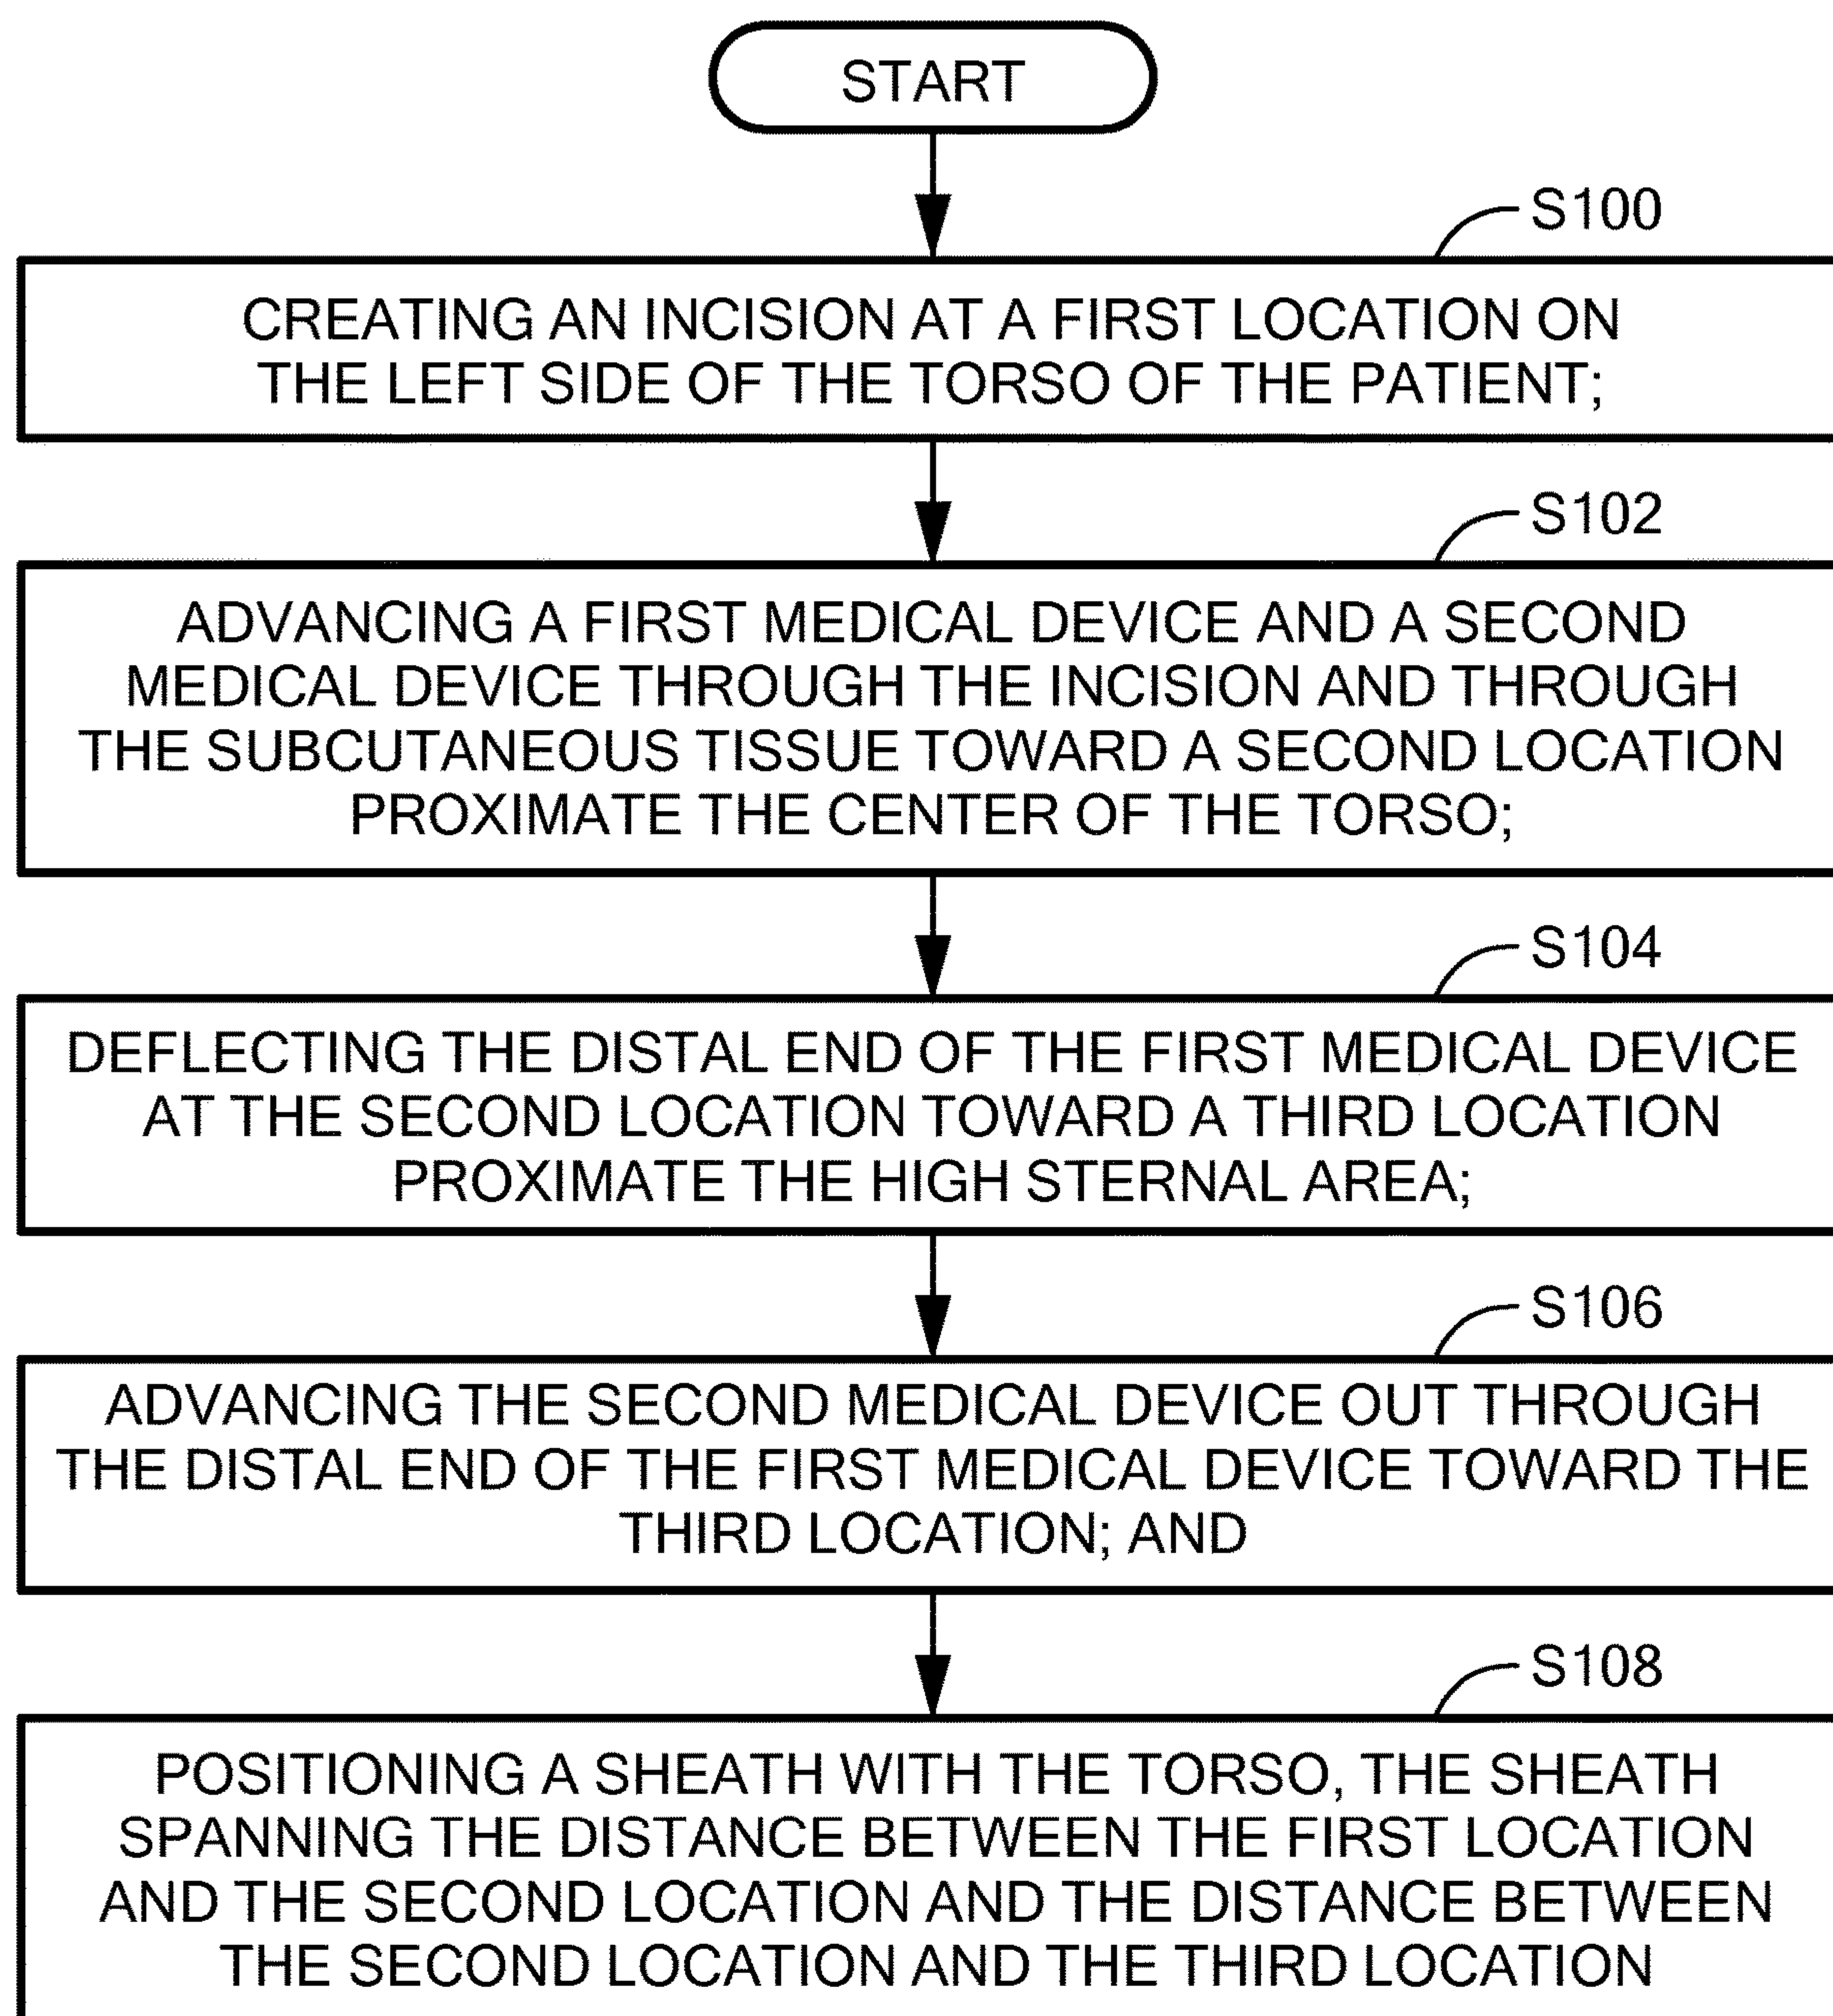 START
S100
CREATING AN INCISION AT A FIRST LOCATION ON
THE LEFT SIDE OF THE TORSO OF THE PATIENT;
S102
ADVANCING A FIRST MEDICAL DEVICE AND A SECOND
MEDICAL DEVICE THROUGH THE INCISION AND THROUGH
THE SUBCUTANEOUS TISSUE TOWARD A SECOND LOCATION
PROXIMATE THE CENTER OF THE TORSO;
S104
DEFLECTING THE DISTAL END OF THE FIRST MEDICAL DEVICE
AT THE SECOND LOCATION TOWARD A THIRD LOCATION
PROXIMATE THE HIGH STERNAL AREA;
S106
ADVANCING THE SECOND MEDICAL DEVICE OUT THROUGH
THE DISTAL END OF THE FIRST MEDICAL DEVICE TOWARD THE
THIRD LOCATION; AND
S108
POSITIONING A SHEATH WITH THE TORSO, THE SHEATH
SPANNING THE DISTANCE BETWEEN THE FIRST LOCATION
AND THE SECOND LOCATION AND THE DISTANCE BETWEEN
THE SECOND LOCATION AND THE THIRD LOCATION